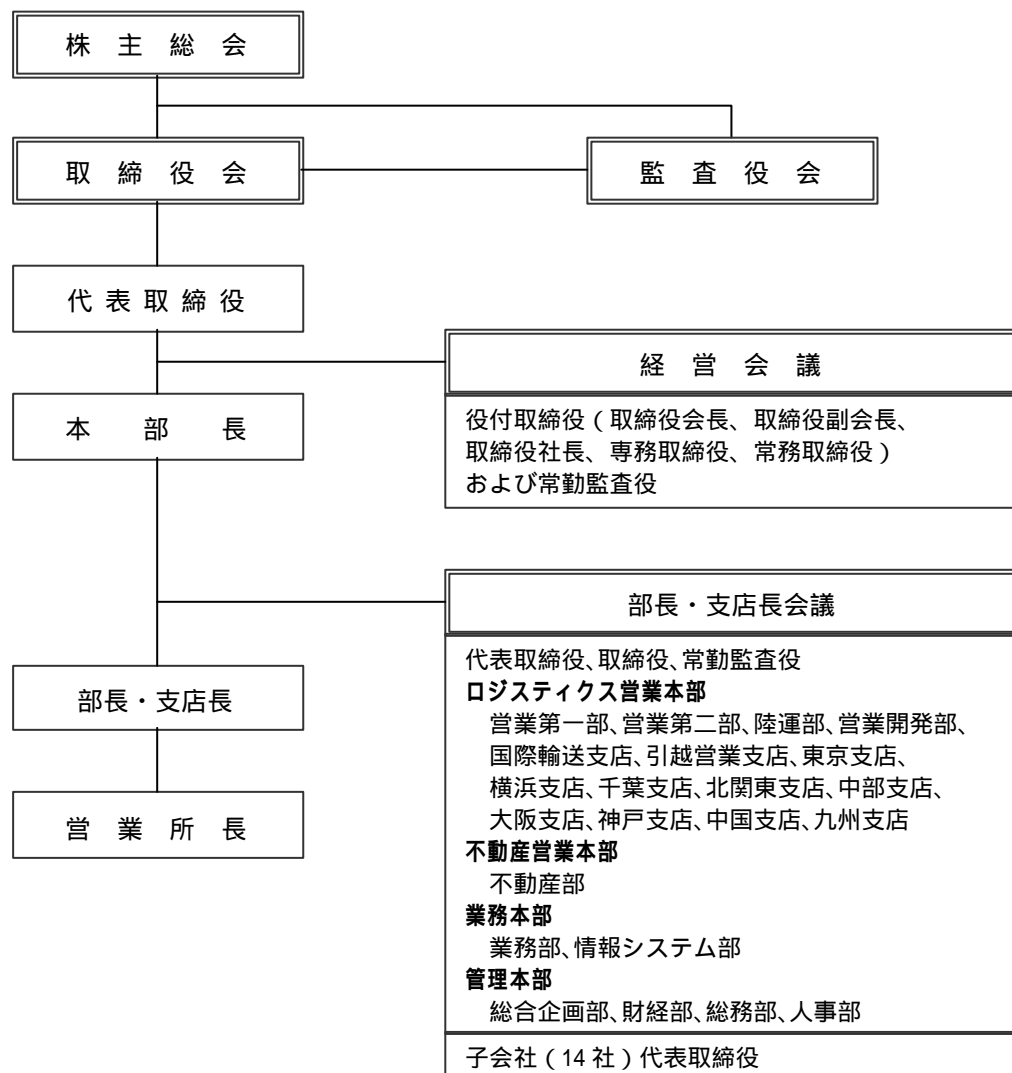 株主総会
取締役会
監査役会
代表取締役
経営会議
本部長
役付取締役（取締役会長、取締役副会長、
取締役社長、専務取締役、常務取締役）
および常勤監査役
部長・支店長会議
代表取締役、取締役、常勤監査役
ロジスティクス営業本部
営業第一部、営業第二部、陸運部、営業開発部、
国際輸送支店、引越営業支店、東京支店、
横浜支店、千葉支店、北関東支店、中部支店、
大阪支店、神戸支店、中国支店、九州支店
不動産営業本部
不動産部
業務本部
業務部、情報システム部
管理本部
総合企画部、財経部、総務部、人事部
子会社（14社）代表取締役
部長・支店長
営業所長